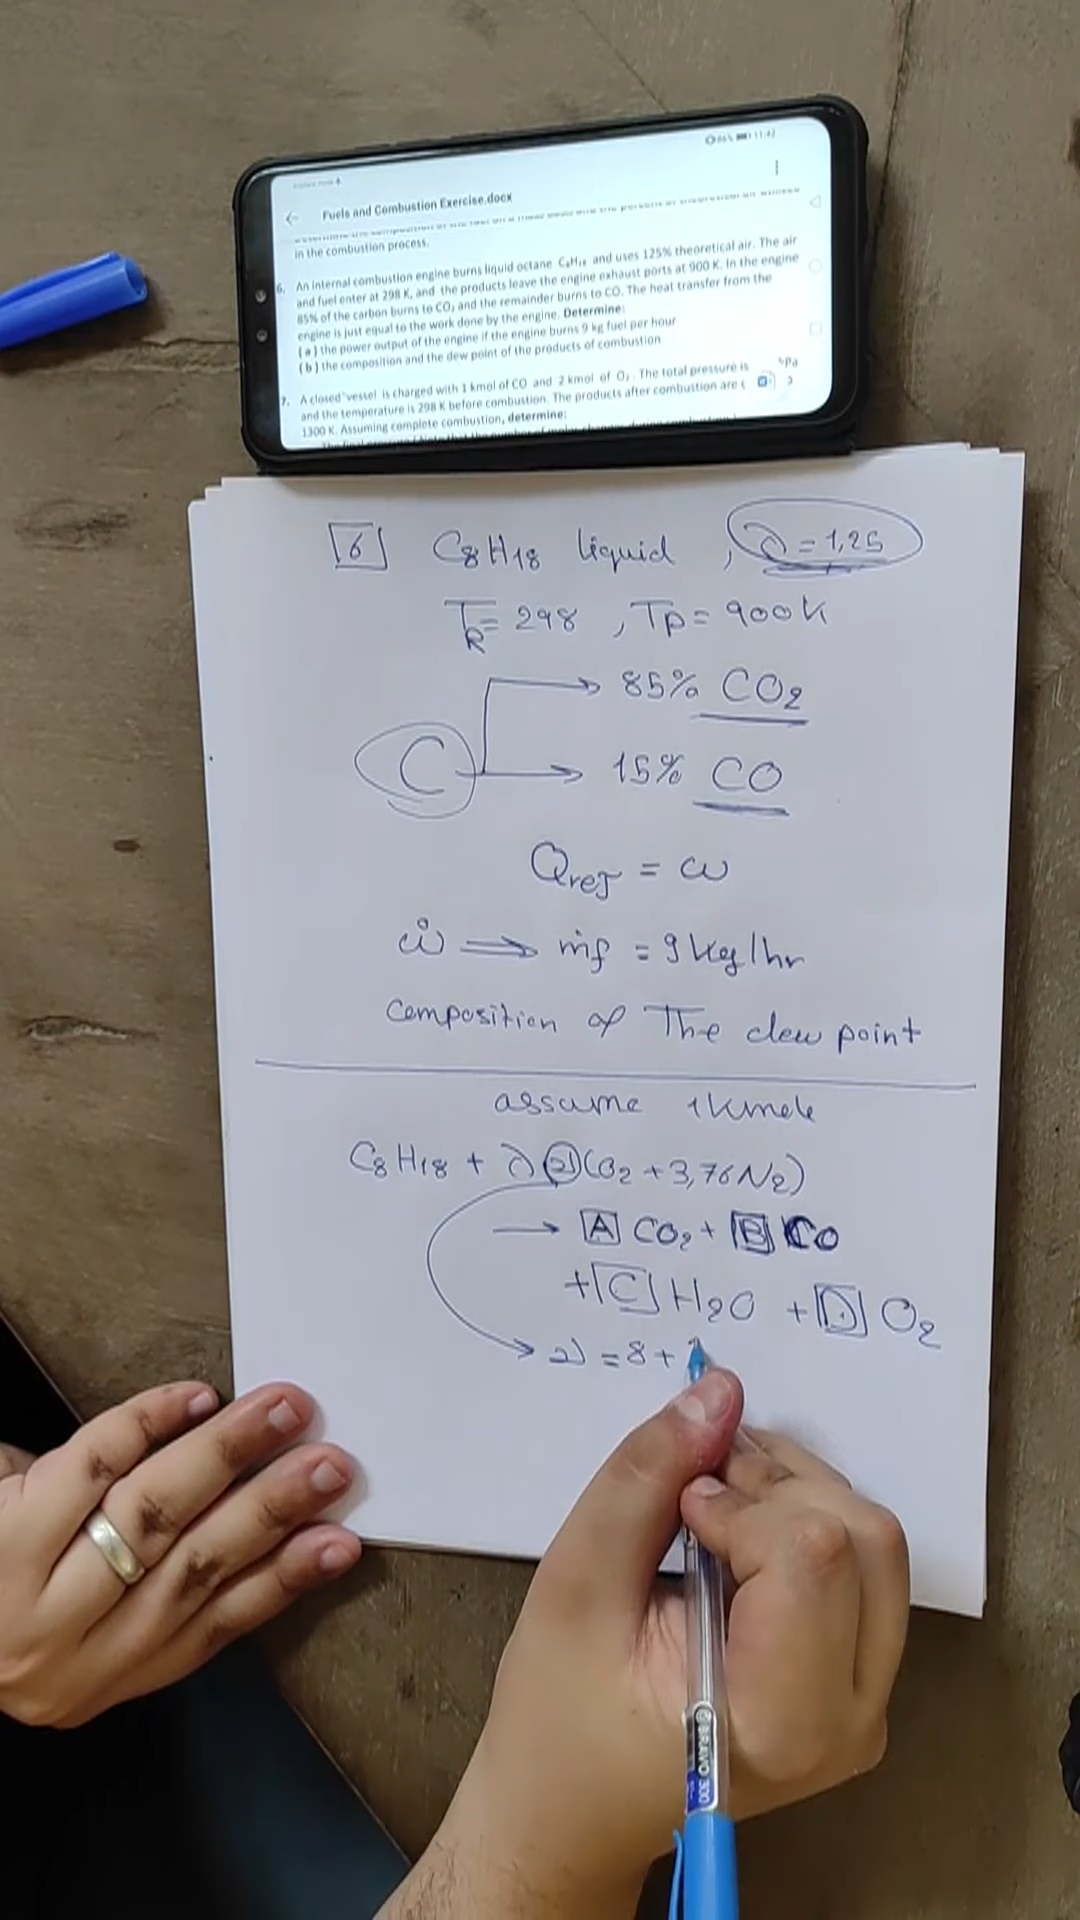 86% 11:42
Fuels and Combustion Exercise.docx
in the combustion process.
6. An internal combustion engine burns liquid octane C₈H₁₈ and uses 125% theoretical air. The air
and fuel enter at 298 K, and the products leave the engine exhaust ports at 900 K. In the engine
85% of the carbon burns to CO₂ and the remainder burns to CO. The heat transfer from the
engine is just equal to the work done by the engine. Determine:
(a) the power output of the engine if the engine burns 9 kg fuel per hour
(b) the composition and the dew point of the products of combustion
7. A closed vessel is charged with 1 kmol of CO and 2 kmol of O₂. The total pressure is kPa
and the temperature is 298 K before combustion. The products after combustion are
1300 K. Assuming complete combustion, determine:
6 C8H18 liquid , λ = 1,25
TR = 298 , TP = 900K
85% CO2
C
15% CO
Qrej = w
ẇ ⟹ ṁf = 9 kg/hr
Composition of The dew point
assume 1 kmole
C8H18 + λ (O2 + 3,76N2)
→ A CO2 + B CO
+ C H2O + D O2
= 8 +
BRAVO 300